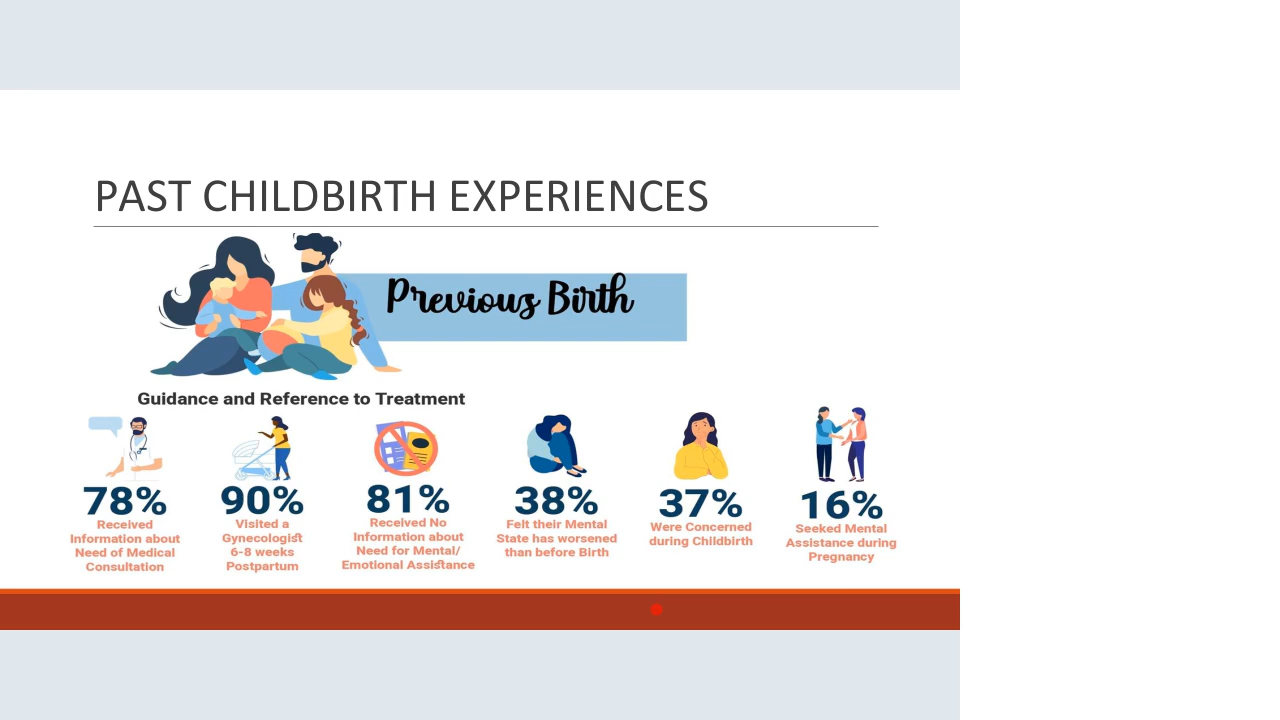 PAST CHILDBIRTH EXPERIENCES
Previous Birth
Guidance and Reference to Treatment
78%
Received
Information about
Need of Medical
Consultation
90%
Visited a
Gynecologist
6-8 weeks
Postpartum
81%
Received No
Information about
Need for Mental/
Emotional Assistance
38%
Felt their Mental
State has worsened
than before Birth
37%
Were Concerned
during Childbirth
16%
Seeked Mental
Assistance during
Pregnancy